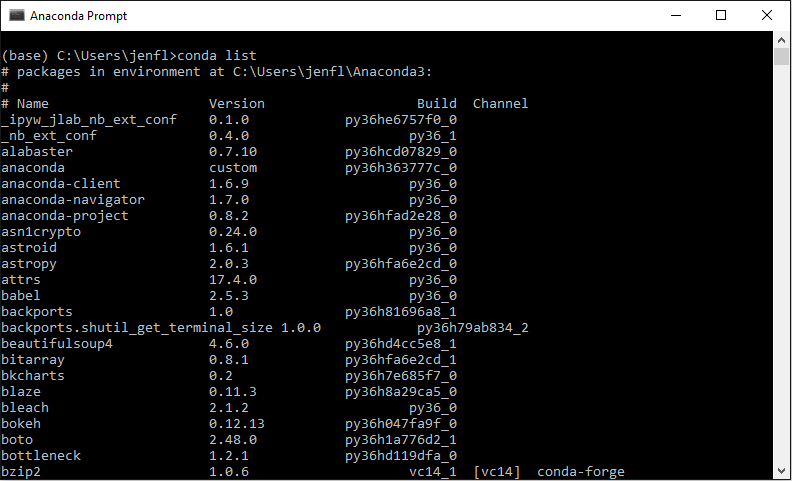 Anaconda Prompt
(base) C:\Users\jenfl>conda list
# packages in environment at C:\Users\jenfl\Anaconda3:
#
# Name                    Version                   Build  Channel
_ipyw_jlab_nb_ext_conf    0.1.0            py36he6757f0_0
_nb_ext_conf              0.4.0                    py36_1
alabaster                 0.7.10           py36hcd07829_0
anaconda                  custom           py36h363777c_0
anaconda-client           1.6.9                    py36_0
anaconda-navigator        1.7.0                    py36_0
anaconda-project          0.8.2            py36hfad2e28_0
asn1crypto                0.24.0                   py36_0
astroid                   1.6.1                    py36_0
astropy                   2.0.3            py36hfa6e2cd_0
attrs                     17.4.0                   py36_0
babel                     2.5.3                    py36_0
backports                 1.0              py36h81696a8_1
backports.shutil_get_terminal_size 1.0.0            py36h79ab834_2
beautifulsoup4            4.6.0            py36hd4cc5e8_1
bitarray                  0.8.1            py36hfa6e2cd_1
bkcharts                  0.2              py36h7e685f7_0
blaze                     0.11.3           py36h8a29ca5_0
bleach                    2.1.2                    py36_0
bokeh                     0.12.13          py36h047fa9f_0
boto                      2.48.0           py36h1a776d2_1
bottleneck                1.2.1            py36hd119dfa_0
bzip2                     1.0.6                    vc14_1  [vc14]  conda-forge